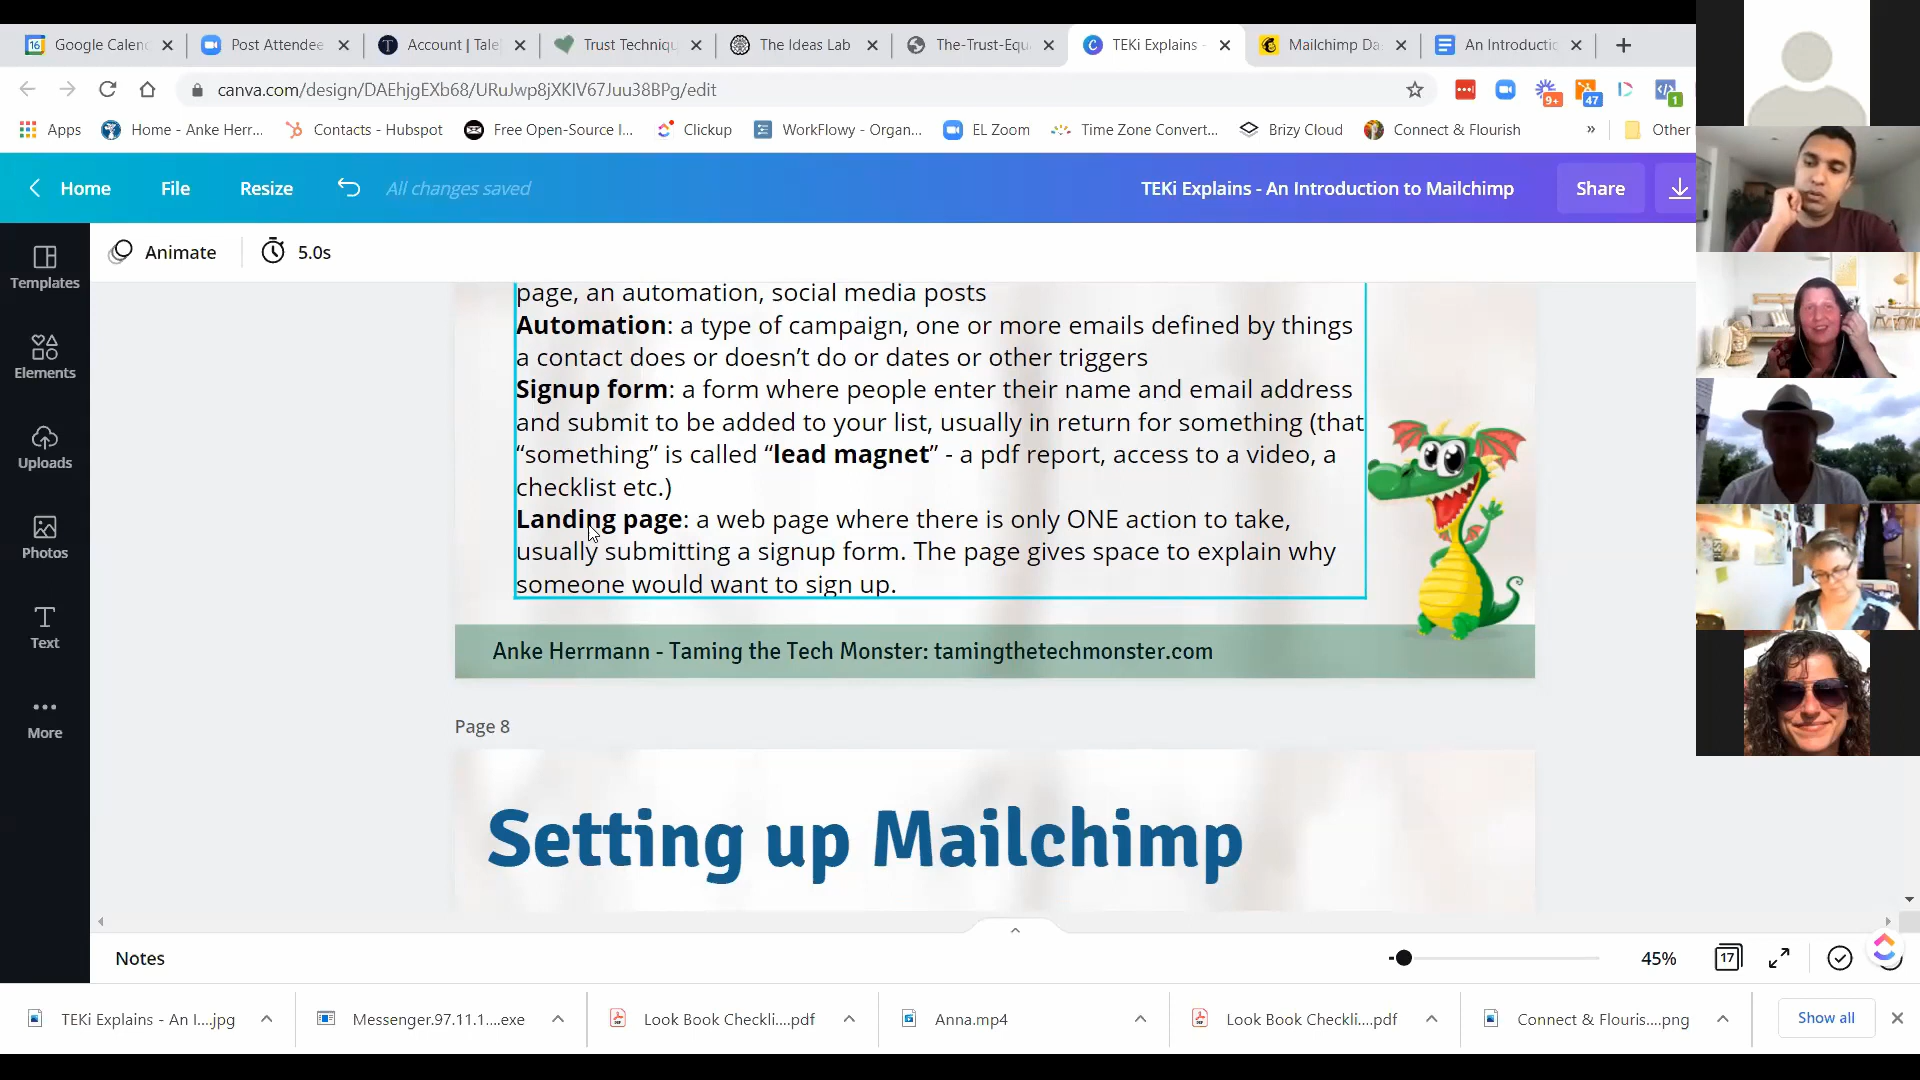 Google Calen
Post Attendee
Account | Tale
Trust Techniqu
The Ideas Lab
The-Trust-Equ
TEKi Explains -
Mailchimp Da
An Introductio
canva.com/design/DAEhjgEXb68/URuJwp8jXKlV67Juu38BPg/edit
9+
47
1
Apps
Home - Anke Herr...
Contacts - Hubspot
Free Open-Source I...
Clickup
WorkFlowy - Organ...
EL Zoom
Time Zone Convert...
Brizy Cloud
Connect & Flourish
»
Other
Home
File
Resize
All changes saved
TEKi Explains - An Introduction to Mailchimp
Share
Animate
5.0s
Templates
Elements
Uploads
Photos
Text
More
page, an automation, social media posts
Automation: a type of campaign, one or more emails defined by things
a contact does or doesn’t do or dates or other triggers
Signup form: a form where people enter their name and email address
and submit to be added to your list, usually in return for something (that
“something” is called “lead magnet” - a pdf report, access to a video, a
checklist etc.)
Landing page: a web page where there is only ONE action to take,
usually submitting a signup form. The page gives space to explain why
someone would want to sign up.
Anke Herrmann - Taming the Tech Monster: tamingthetechmonster.com
Page 8
Setting up Mailchimp
Notes
45%
17
TEKi Explains - An I....jpg
Messenger.97.11.1....exe
Look Book Checkli....pdf
Anna.mp4
Look Book Checkli....pdf
Connect & Flouris....png
Show all